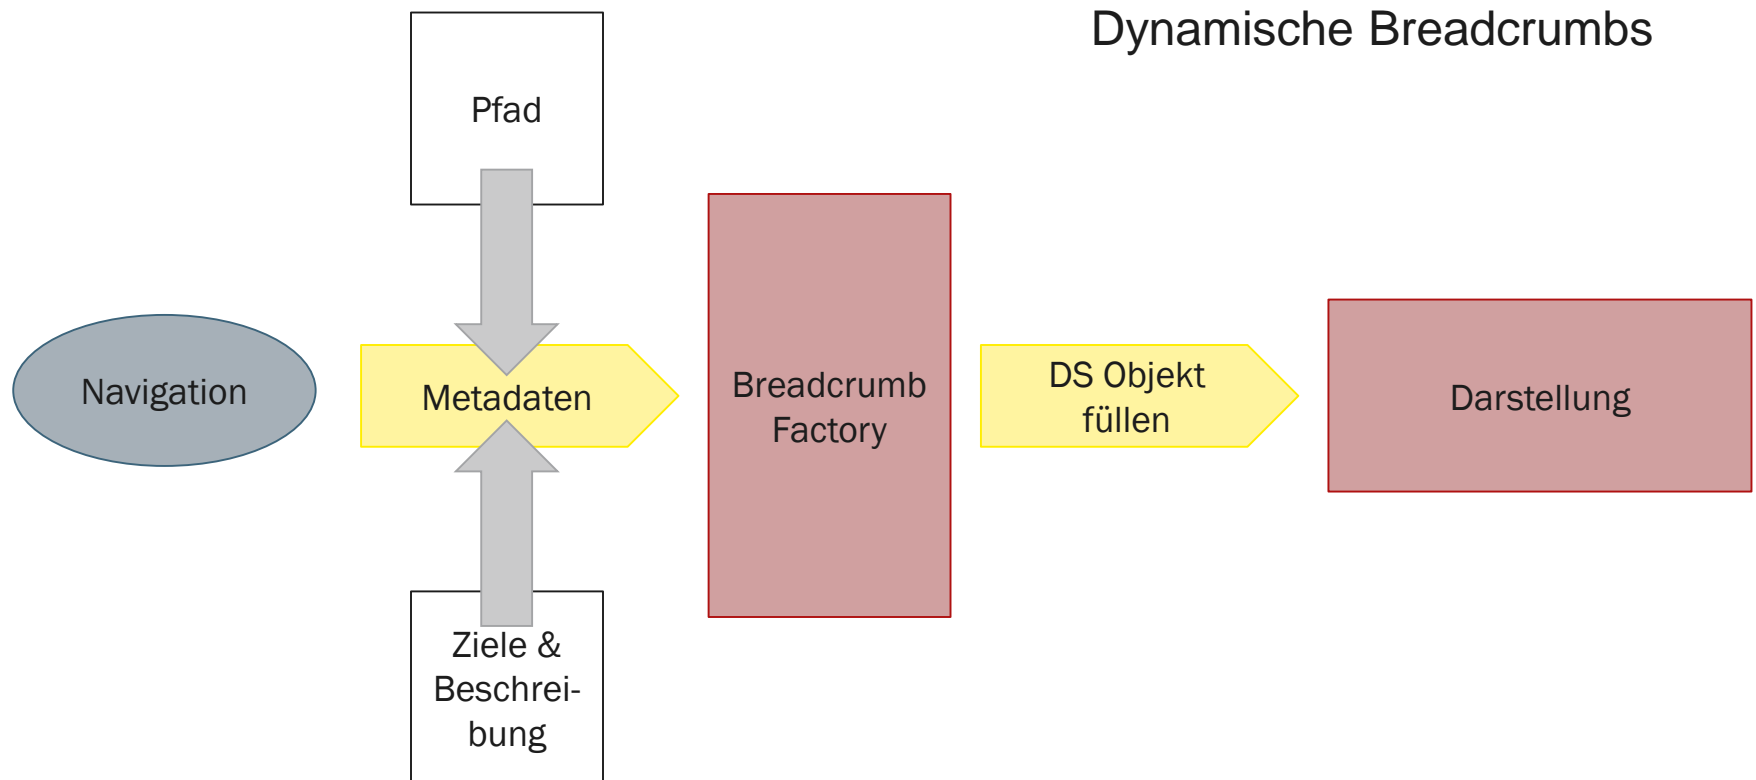 Dynamische Breadcrumbs
Pfad
Navigation
Metadaten
Breadcrumb
Factory
DS Objekt
füllen
Darstellung
Ziele &
Beschrei-
bung